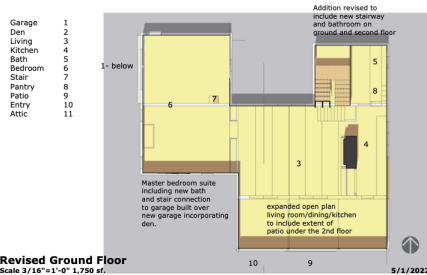 Addition revised to
include new stairway
and bathroom on
ground and second floor
Garage 1
Den 2
Living 3
Kitchen 4
Bath 5
Bedroom 6
Stair 7
Pantry 8
Patio 9
Entry 10
Attic 11
1- below
5
7
8
6
4
3
Master bedroom suite
including new bath
and stair connection
to garage built over
new garage incorporating
den.
expanded open plan
living room/dining/kitchen
to include extent of
patio under the 2nd floor
10 9
Revised Ground Floor
Scale 3/16"=1'-0" 1,750 sf.
5/1/2022